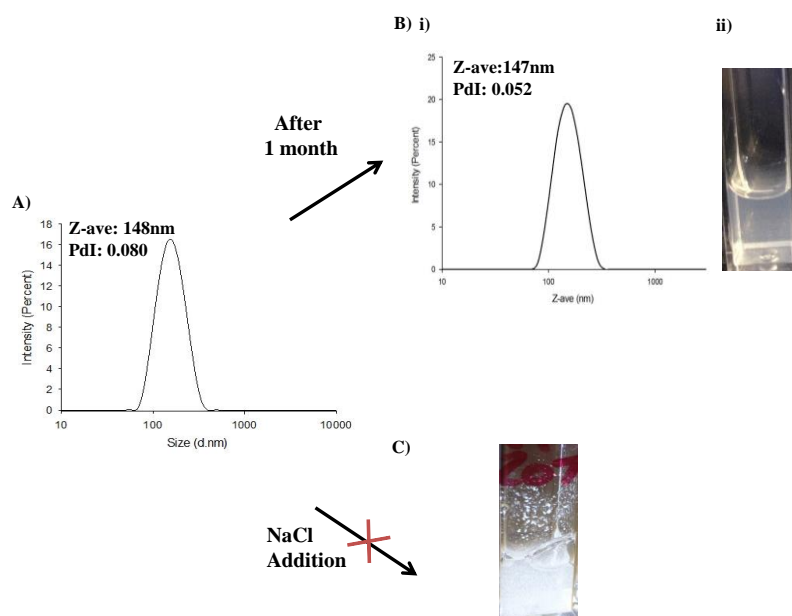 A)
Z-ave: 148nm
PdI: 0.080
18
16
14
12
10
8
6
4
2
0
10
100
1000
10000
Intensity (Percent)
Size (d.nm)
After
1 month
B) i)
Z-ave:147nm
PdI: 0.052
25
20
15
10
5
0
10
100
1000
Intensity (Percent)
Z-ave (nm)
ii)
NaCl
Addition
C)